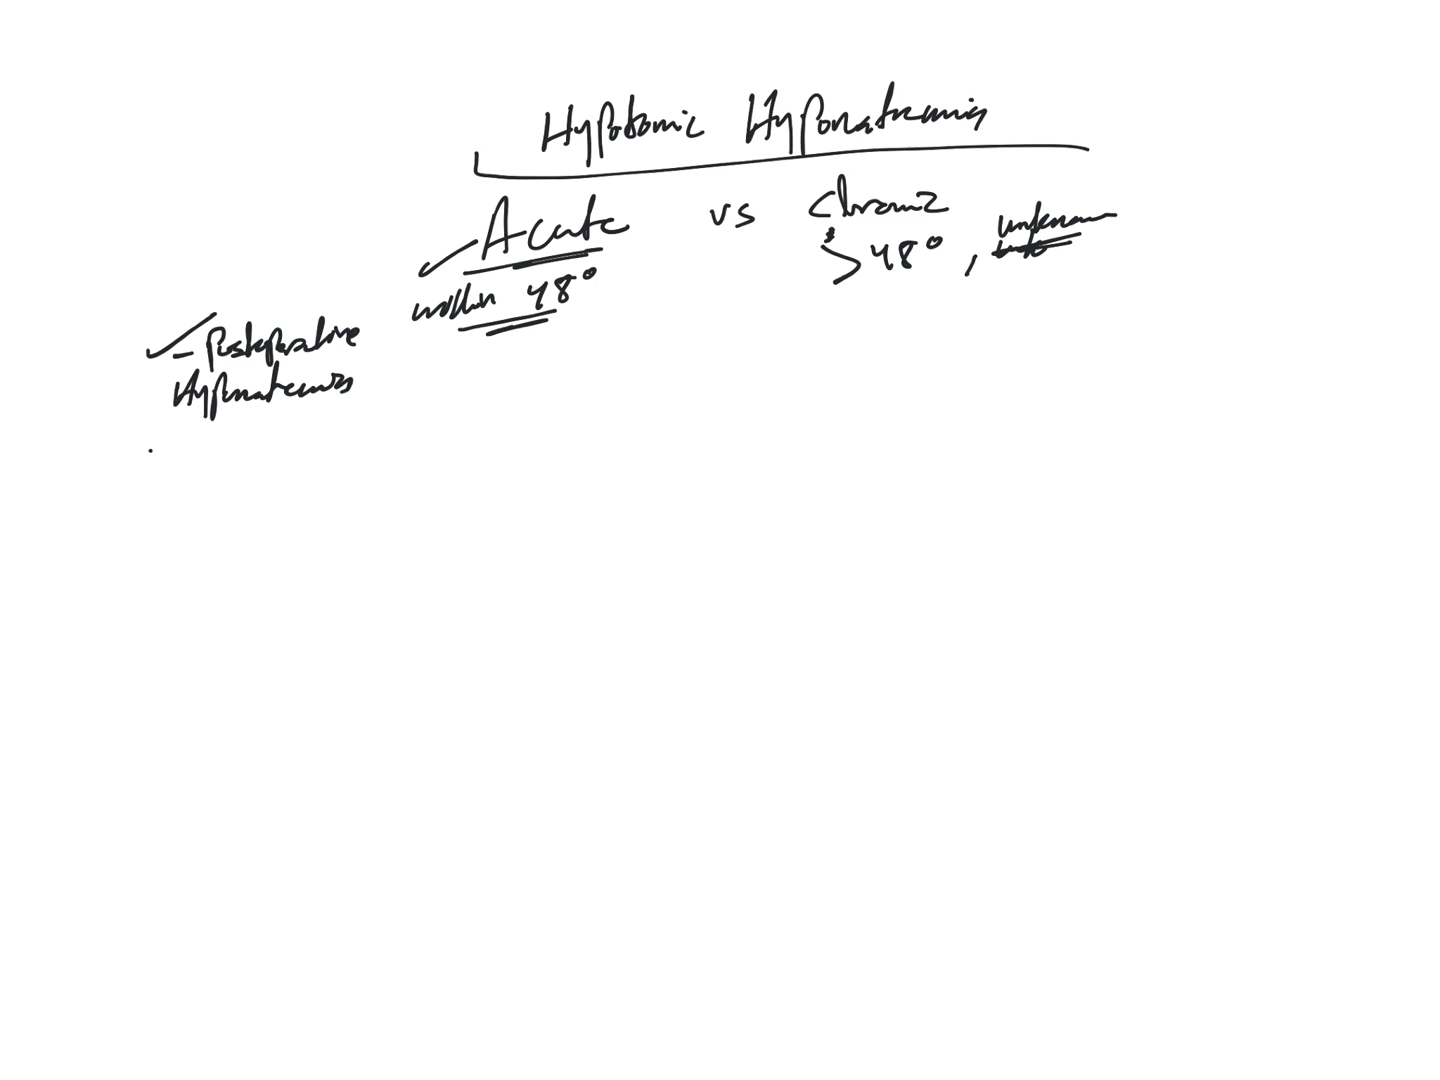 Hypotonic Hyponatremia
Acute vs chronic
within 48° >48°, unknown
- Postoperative
Hyponatremia